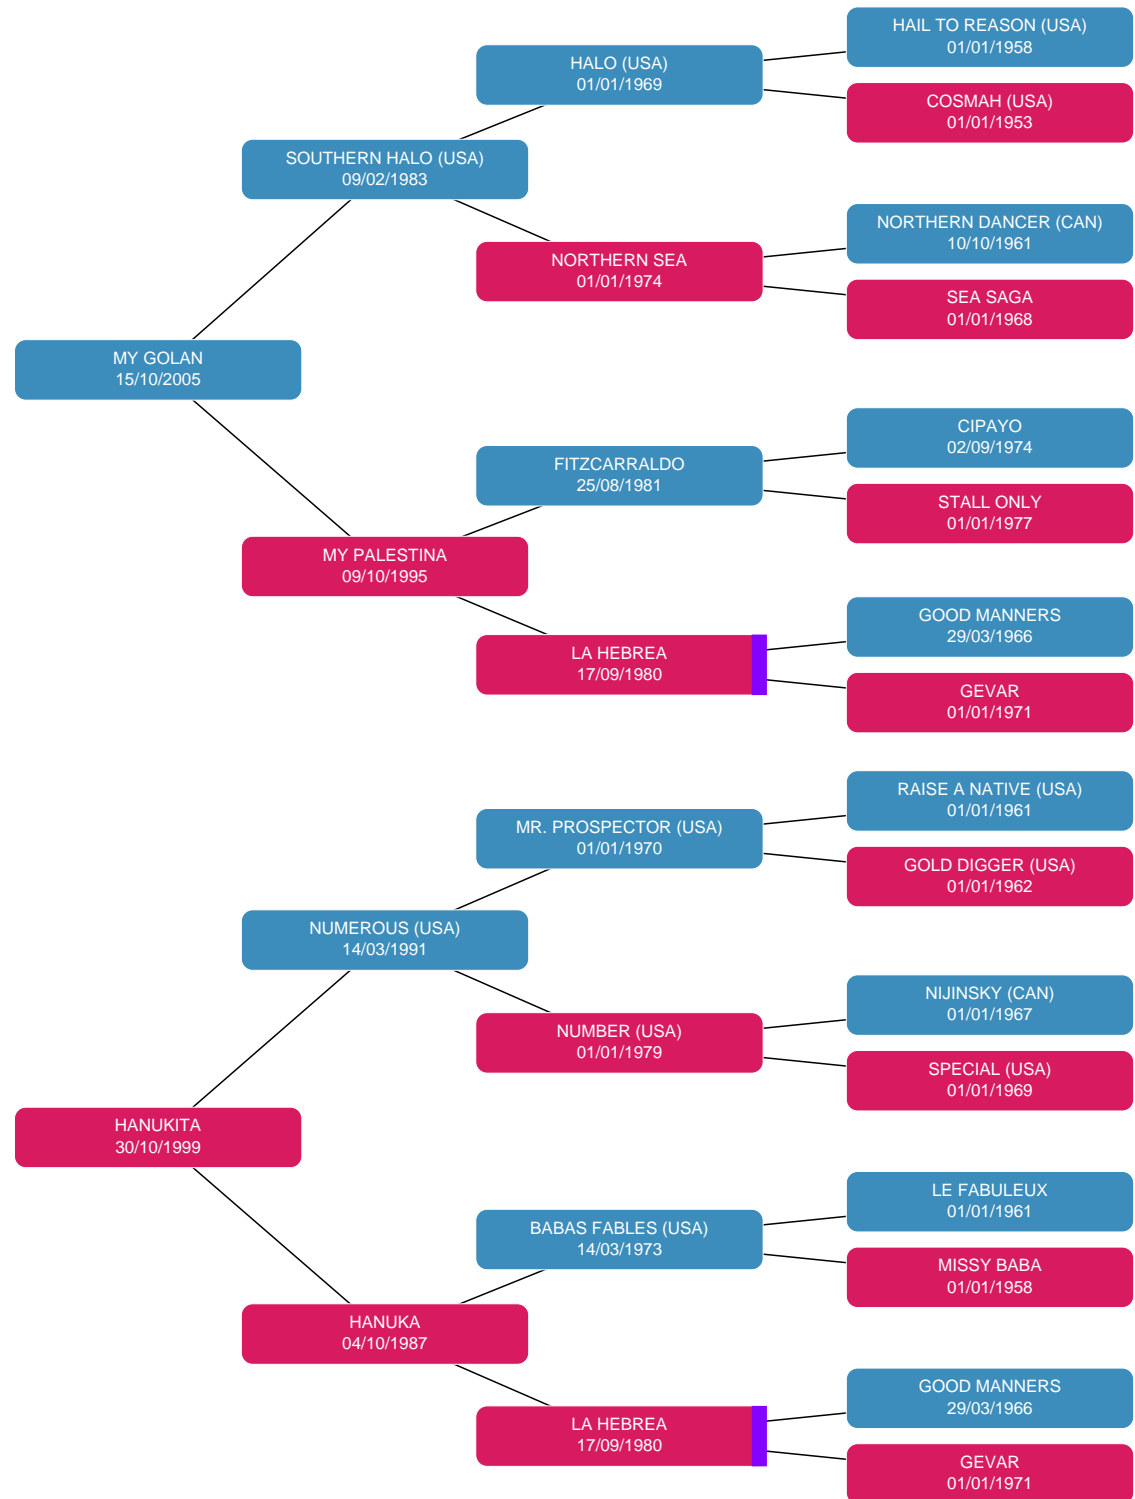 HAIL TO REASON (USA)
01/01/1958
HALO (USA)
01/01/1969
COSMAH (USA)
01/01/1953
SOUTHERN HALO (USA)
09/02/1983
NORTHERN DANCER (CAN)
10/10/1961
NORTHERN SEA
01/01/1974
SEA SAGA
01/01/1968
MY GOLAN
15/10/2005
CIPAYO
02/09/1974
FITZCARRALDO
25/08/1981
STALL ONLY
01/01/1977
MY PALESTINA
09/10/1995
GOOD MANNERS
29/03/1966
LA HEBREA
17/09/1980
GEVAR
01/01/1971
RAISE A NATIVE (USA)
01/01/1961
MR. PROSPECTOR (USA)
01/01/1970
GOLD DIGGER (USA)
01/01/1962
NUMEROUS (USA)
14/03/1991
NIJINSKY (CAN)
01/01/1967
NUMBER (USA)
01/01/1979
SPECIAL (USA)
01/01/1969
HANUKITA
30/10/1999
LE FABULEUX
01/01/1961
BABAS FABLES (USA)
14/03/1973
MISSY BABA
01/01/1958
HANUKA
04/10/1987
GOOD MANNERS
29/03/1966
LA HEBREA
17/09/1980
GEVAR
01/01/1971